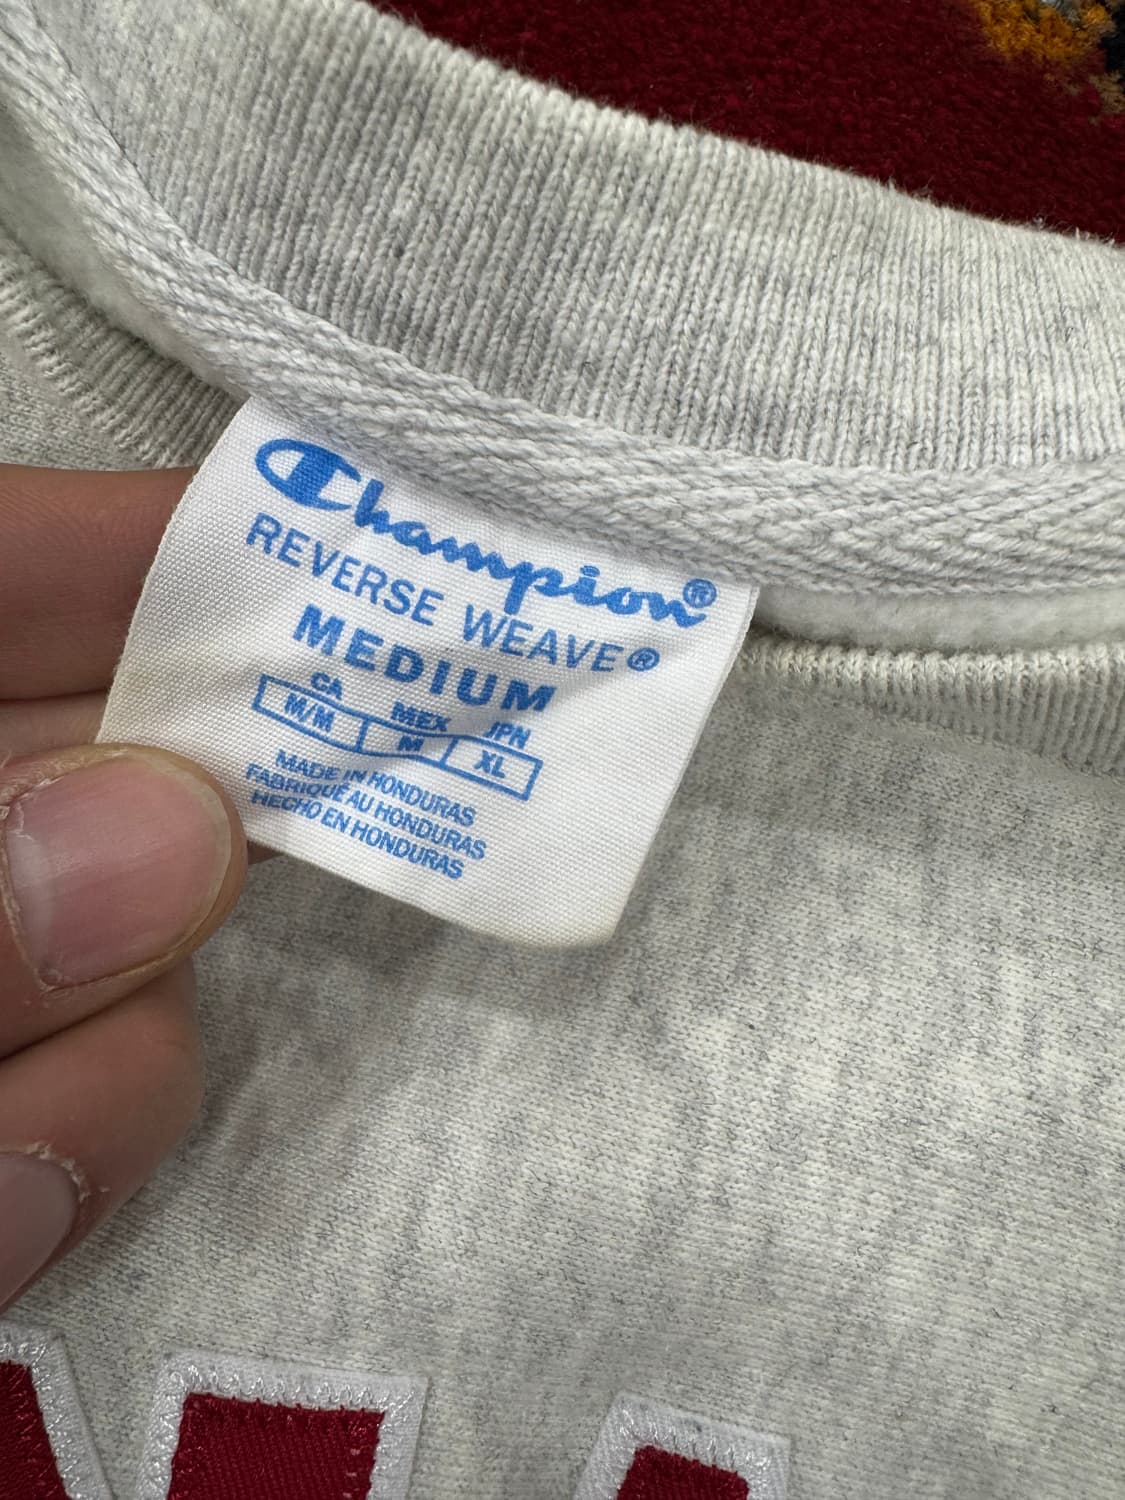 Champion®
REVERSE WEAVE®
MEDIUM
CA MEX JPN
M/M M XL
MADE IN HONDURAS
FABRIQUÉ AU HONDURAS
HECHO EN HONDURAS